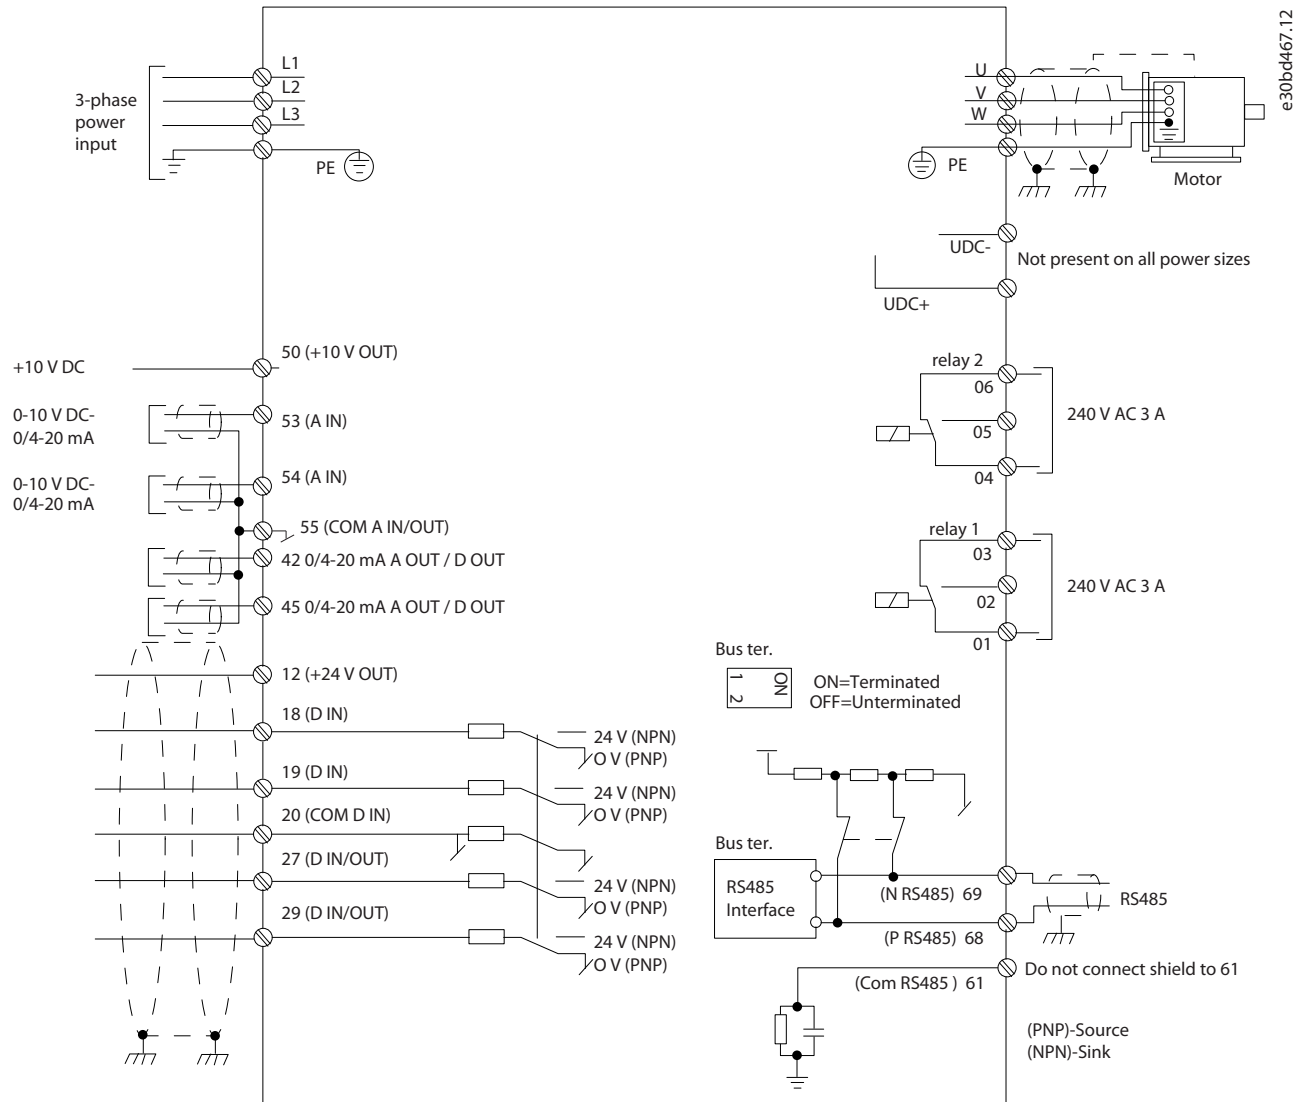 e30bd467.12
L1
L2
L3
3-phase
power
input
PE
U
V
W
PE
Motor
UDC-
Not present on all power sizes
UDC+
+10 V DC
50 (+10 V OUT)
0-10 V DC-
0/4-20 mA
53 (A IN)
0-10 V DC-
0/4-20 mA
54 (A IN)
55 (COM A IN/OUT)
42 0/4-20 mA A OUT / D OUT
45 0/4-20 mA A OUT / D OUT
12 (+24 V OUT)
18 (D IN)
24 V (NPN)
O V (PNP)
19 (D IN)
24 V (NPN)
O V (PNP)
20 (COM D IN)
27 (D IN/OUT)
24 V (NPN)
O V (PNP)
29 (D IN/OUT)
24 V (NPN)
O V (PNP)
relay 2
06
05
04
240 V AC 3 A
relay 1
03
02
01
240 V AC 3 A
Bus ter.
1
2
ON
ON=Terminated
OFF=Unterminated
Bus ter.
RS485
Interface
(N RS485) 69
RS485
(P RS485) 68
(Com RS485 ) 61
Do not connect shield to 61
(PNP)-Source
(NPN)-Sink